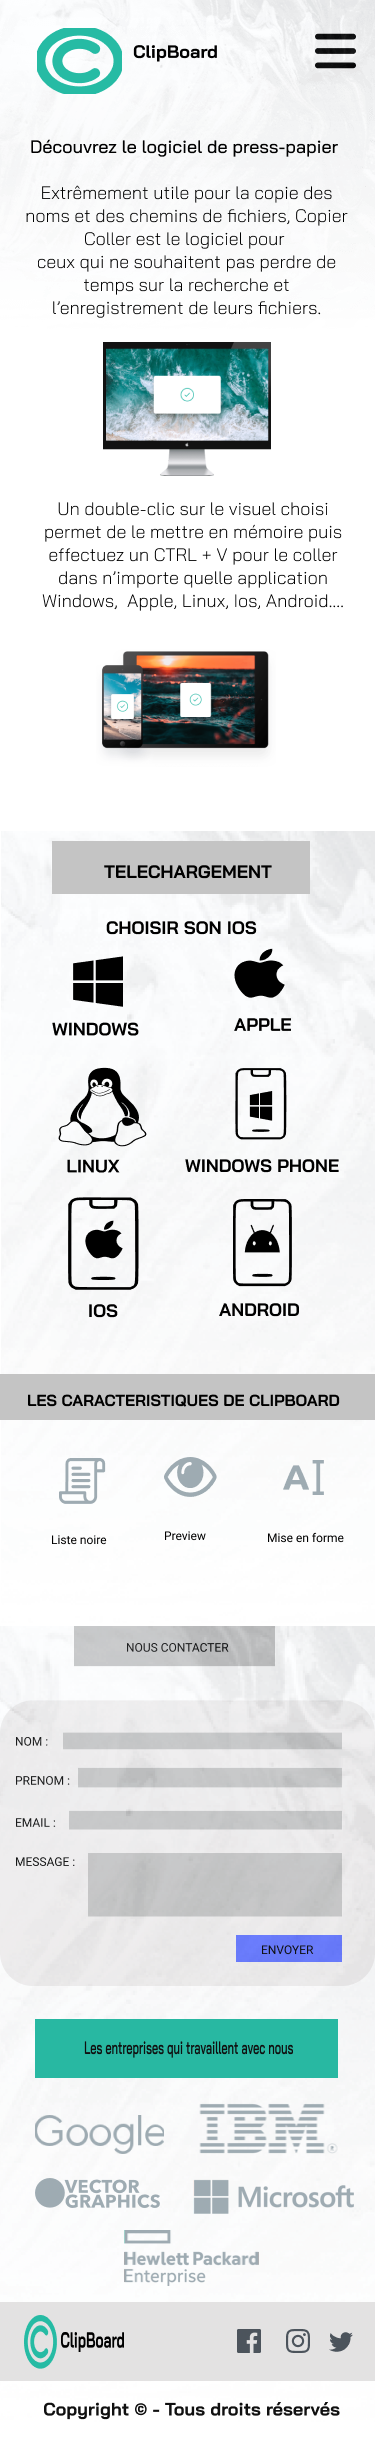 ClipBoard
Découvrez le logiciel de press-papier
Extrêmement utile pour la copie des
noms et des chemins de fichiers, Copier
Coller est le logiciel pour
ceux qui ne souhaitent pas perdre de
temps sur la recherche et
l’enregistrement de leurs fichiers.
Un double-clic sur le visuel choisi
permet de le mettre en mémoire puis
effectuez un CTRL + V pour le coller
dans n’importe quelle application
Windows, Apple, Linux, Ios, Android....
TELECHARGEMENT
CHOISIR SON IOS
WINDOWS
APPLE
LINUX
WINDOWS PHONE
IOS
ANDROID
LES CARACTERISTIQUES DE CLIPBOARD
A
Liste noire
Preview
Mise en forme
NOUS CONTACTER
NOM :
PRENOM :
EMAIL :
MESSAGE :
ENVOYER
Les entreprises qui travaillent avec nous
Google
IBM
VECTOR
GRAPHICS
Microsoft
Hewlett Packard
Enterprise
© ClipBoard
Copyright © - Tous droits réservés